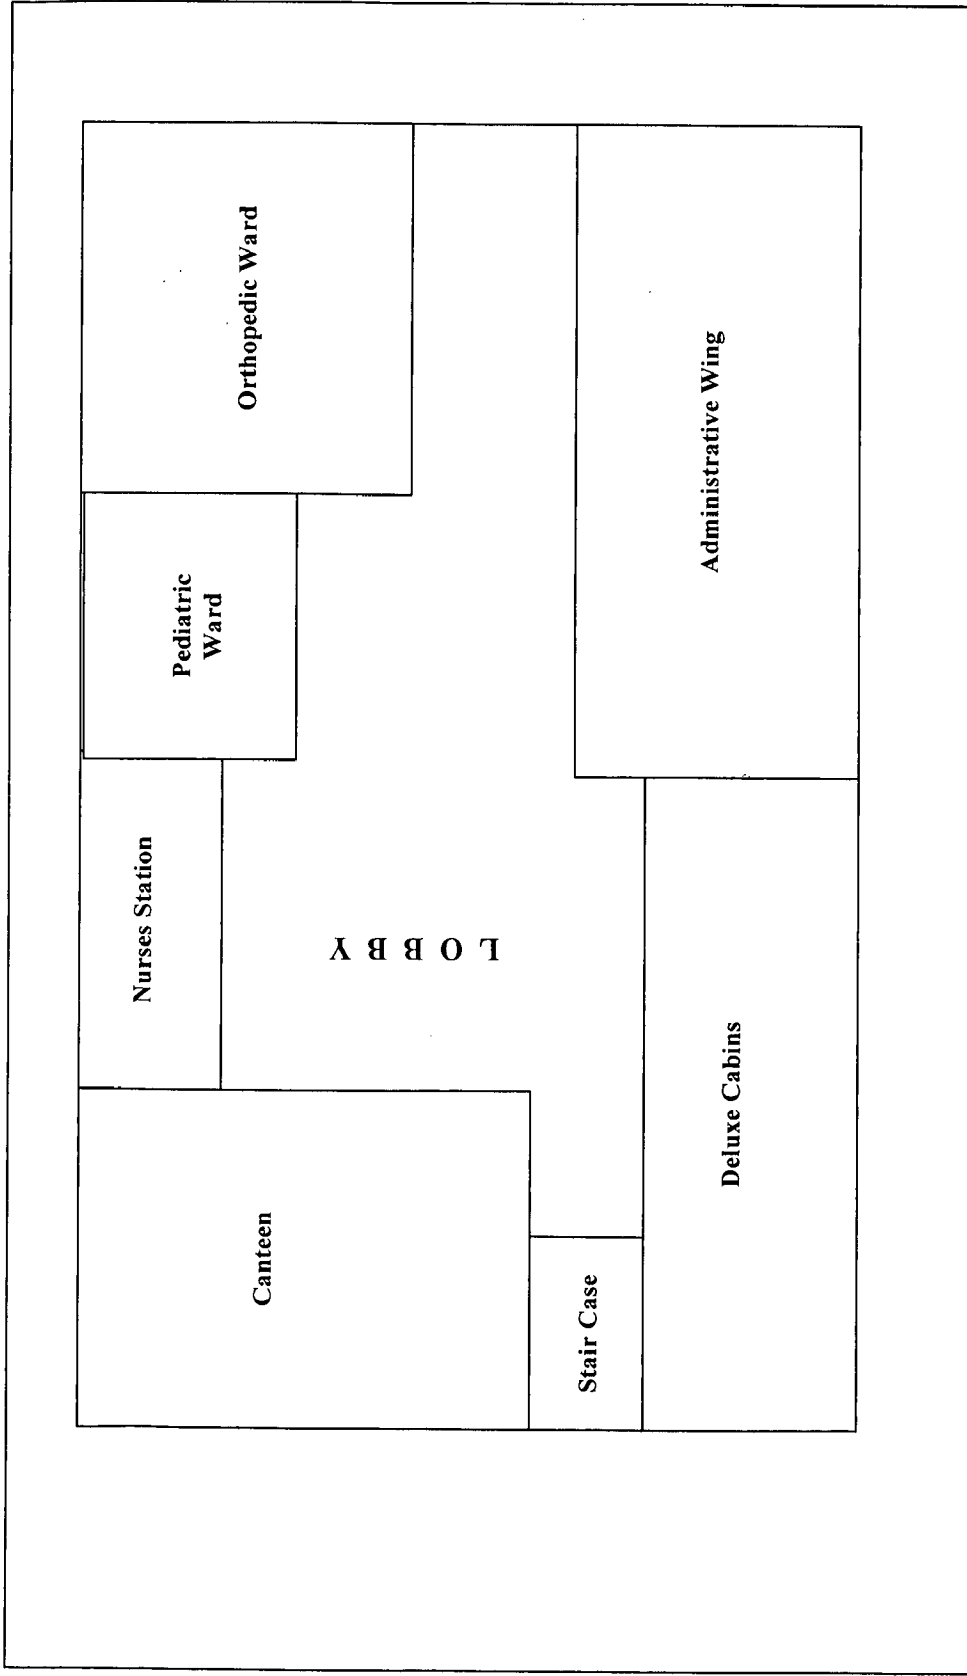 Canteen
Nurses Station
Pediatric
Ward
Orthopedic Ward
LOBBY
Stair Case
Deluxe Cabins
Administrative Wing